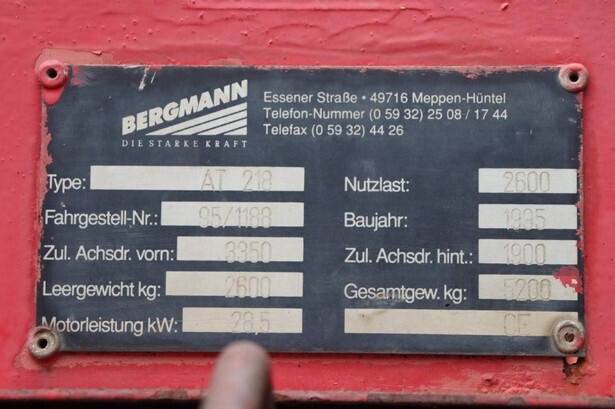 BERGMANN
DIE STARKE KRAFT
Essener Straße • 49716 Meppen-Hüntel
Telefon-Nummer (0 59 32) 25 08 / 17 44
Telefax (0 59 32) 44 26
Type: AT 218 Nutzlast: 2600
Fahrgestell-Nr.: 95/1188 Baujahr: 1995
Zul. Achsdr. vorn: 3350 Zul. Achsdr. hint.: 1900
Leergewicht kg: 2600 Gesamtgew. kg: 5200
Motorleistung kW: 28,5 CE